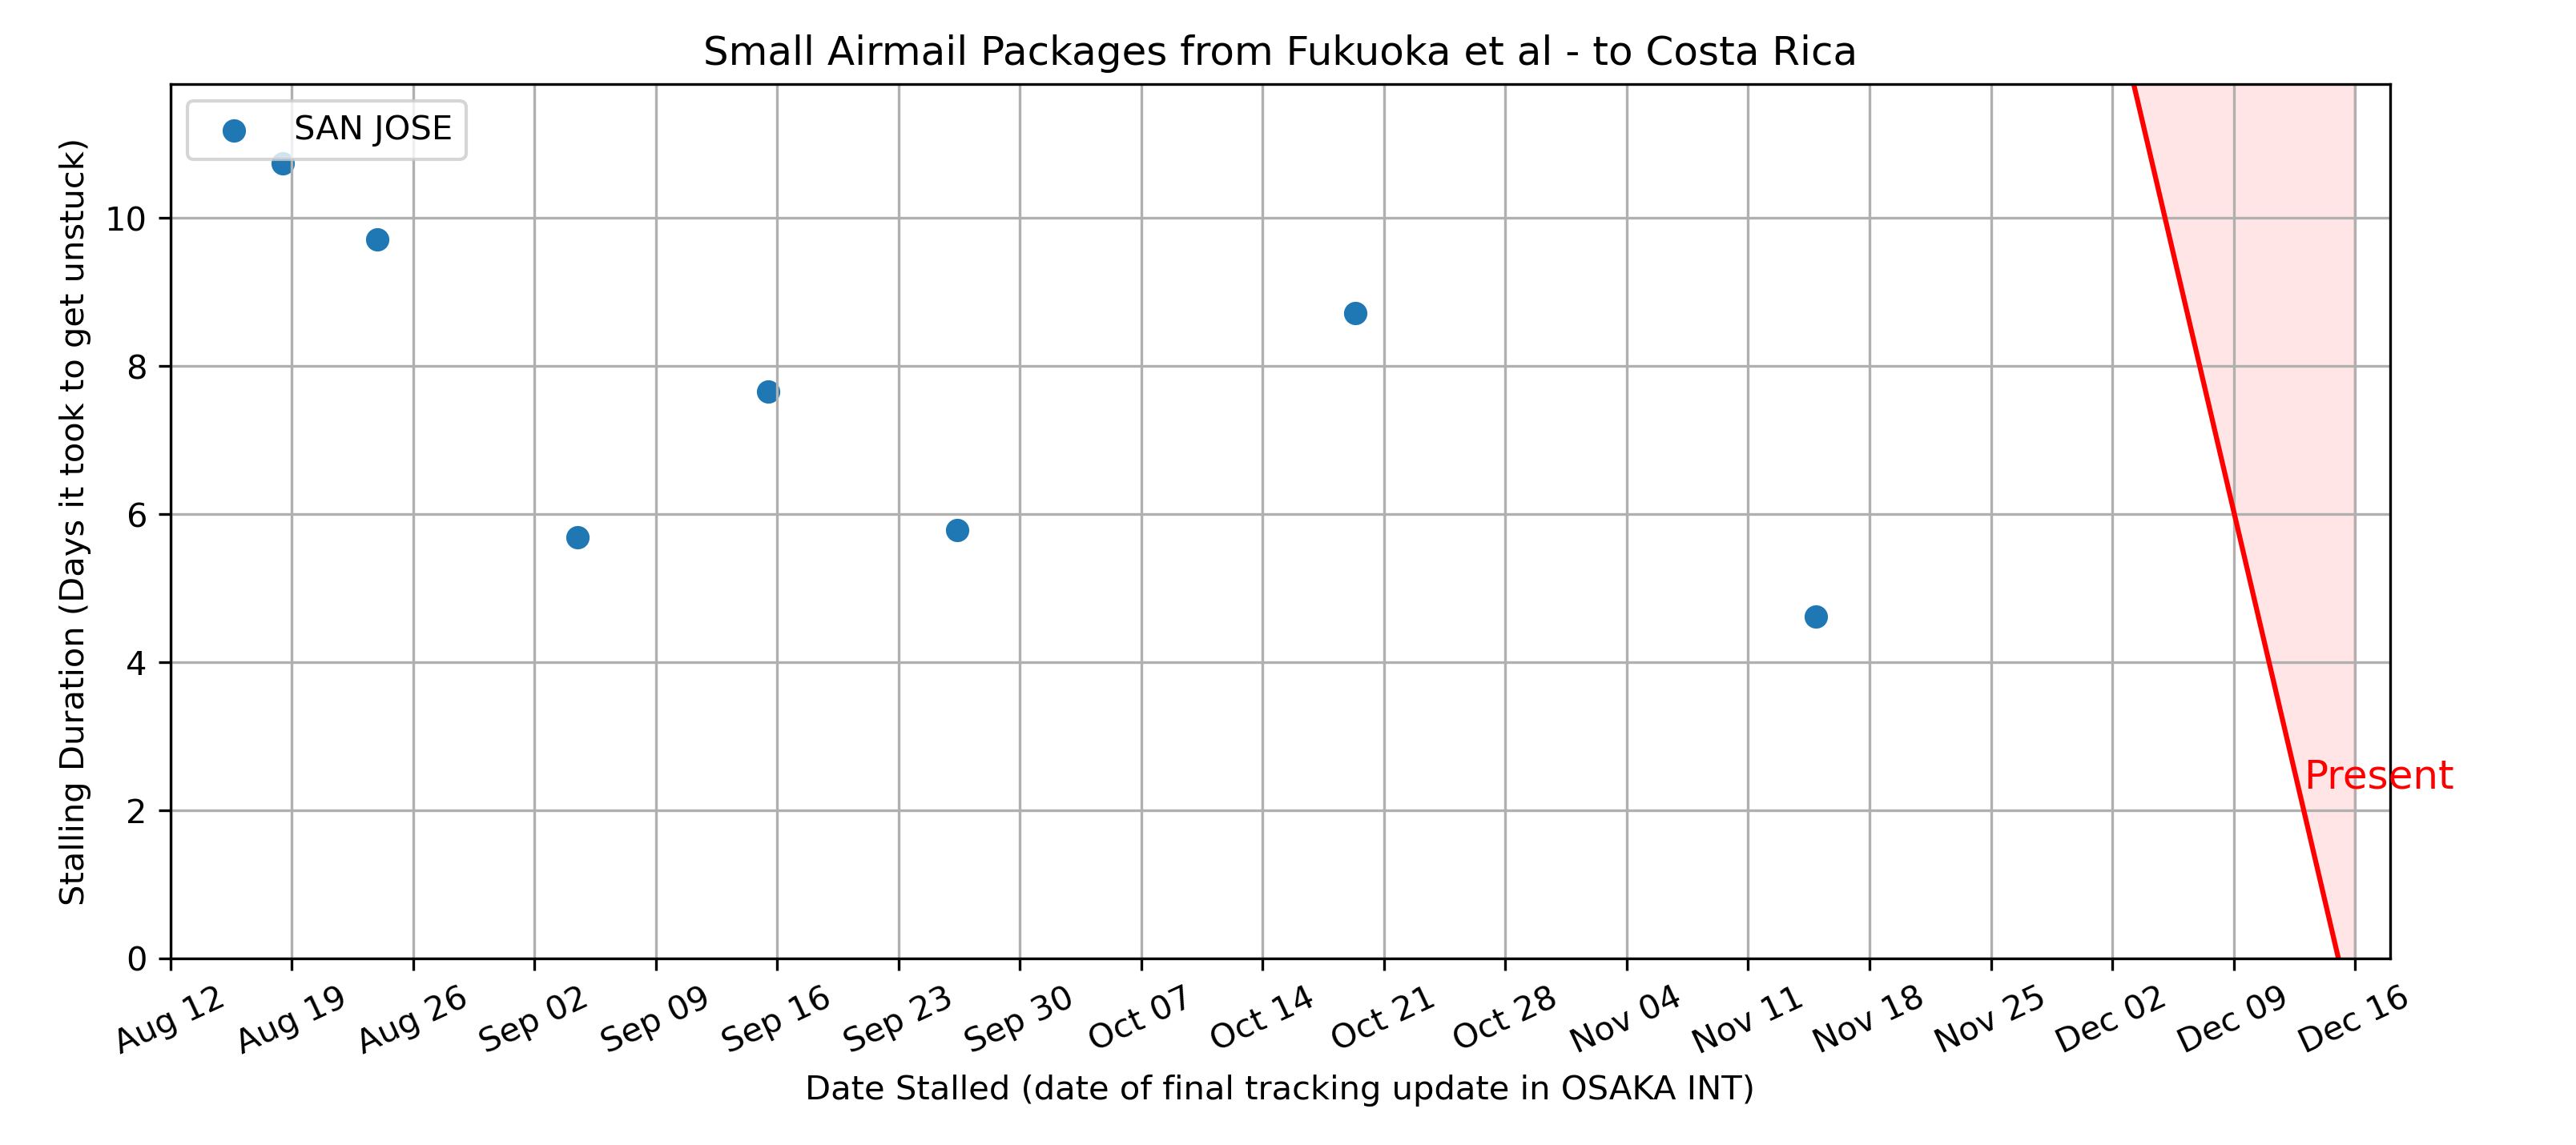 Small Airmail Packages from Fukuoka et al - to Costa Rica
SAN JOSE
Stalling Duration (Days it took to get unstuck)
10
8
6
4
2
0
Present
Aug 12
Aug 19
Aug 26
Sep 02
Sep 09
Sep 16
Sep 23
Sep 30
Oct 07
Oct 14
Oct 21
Oct 28
Nov 04
Nov 11
Nov 18
Nov 25
Dec 02
Dec 09
Dec 16
Date Stalled (date of final tracking update in OSAKA INT)